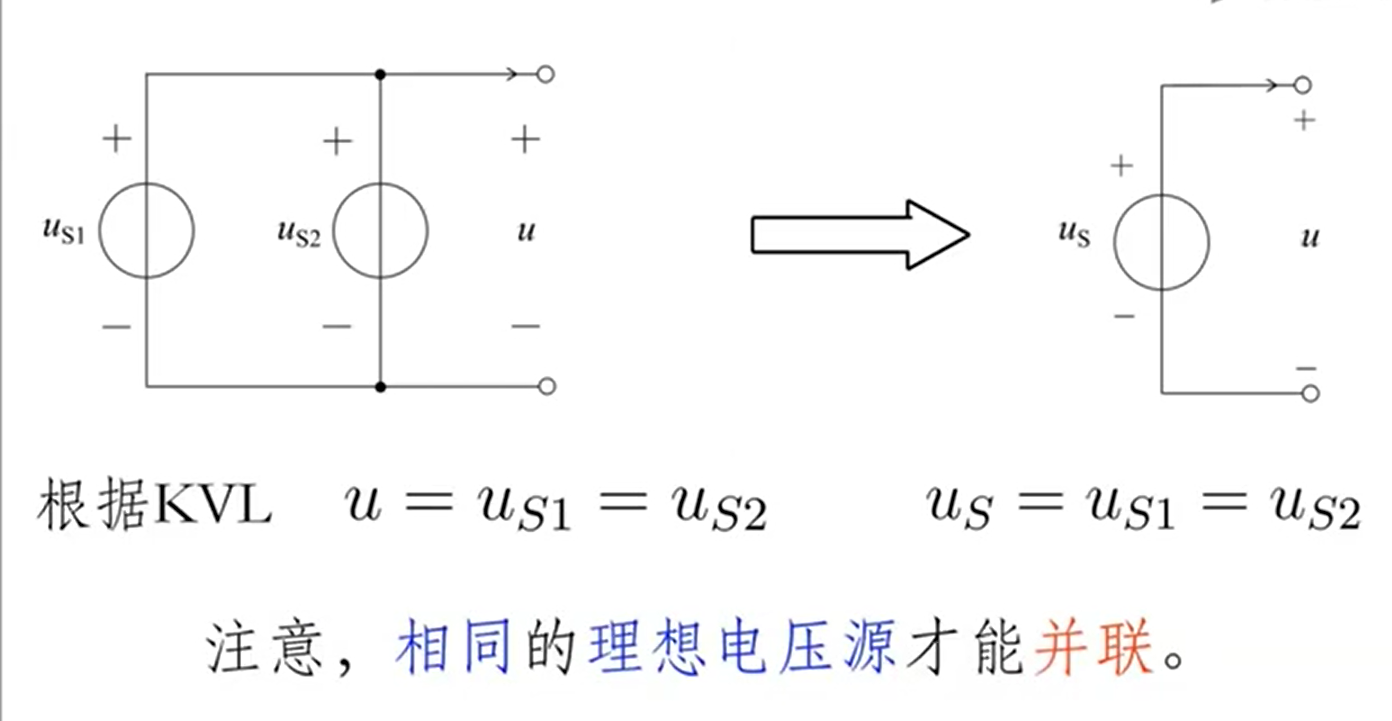 + + + +
+
u_S1 u_S2 u u_S u
− − − −
−
根据KVL u = u_S1 = u_S2 u_S = u_S1 = u_S2
注意，相同的理想电压源才能并联。